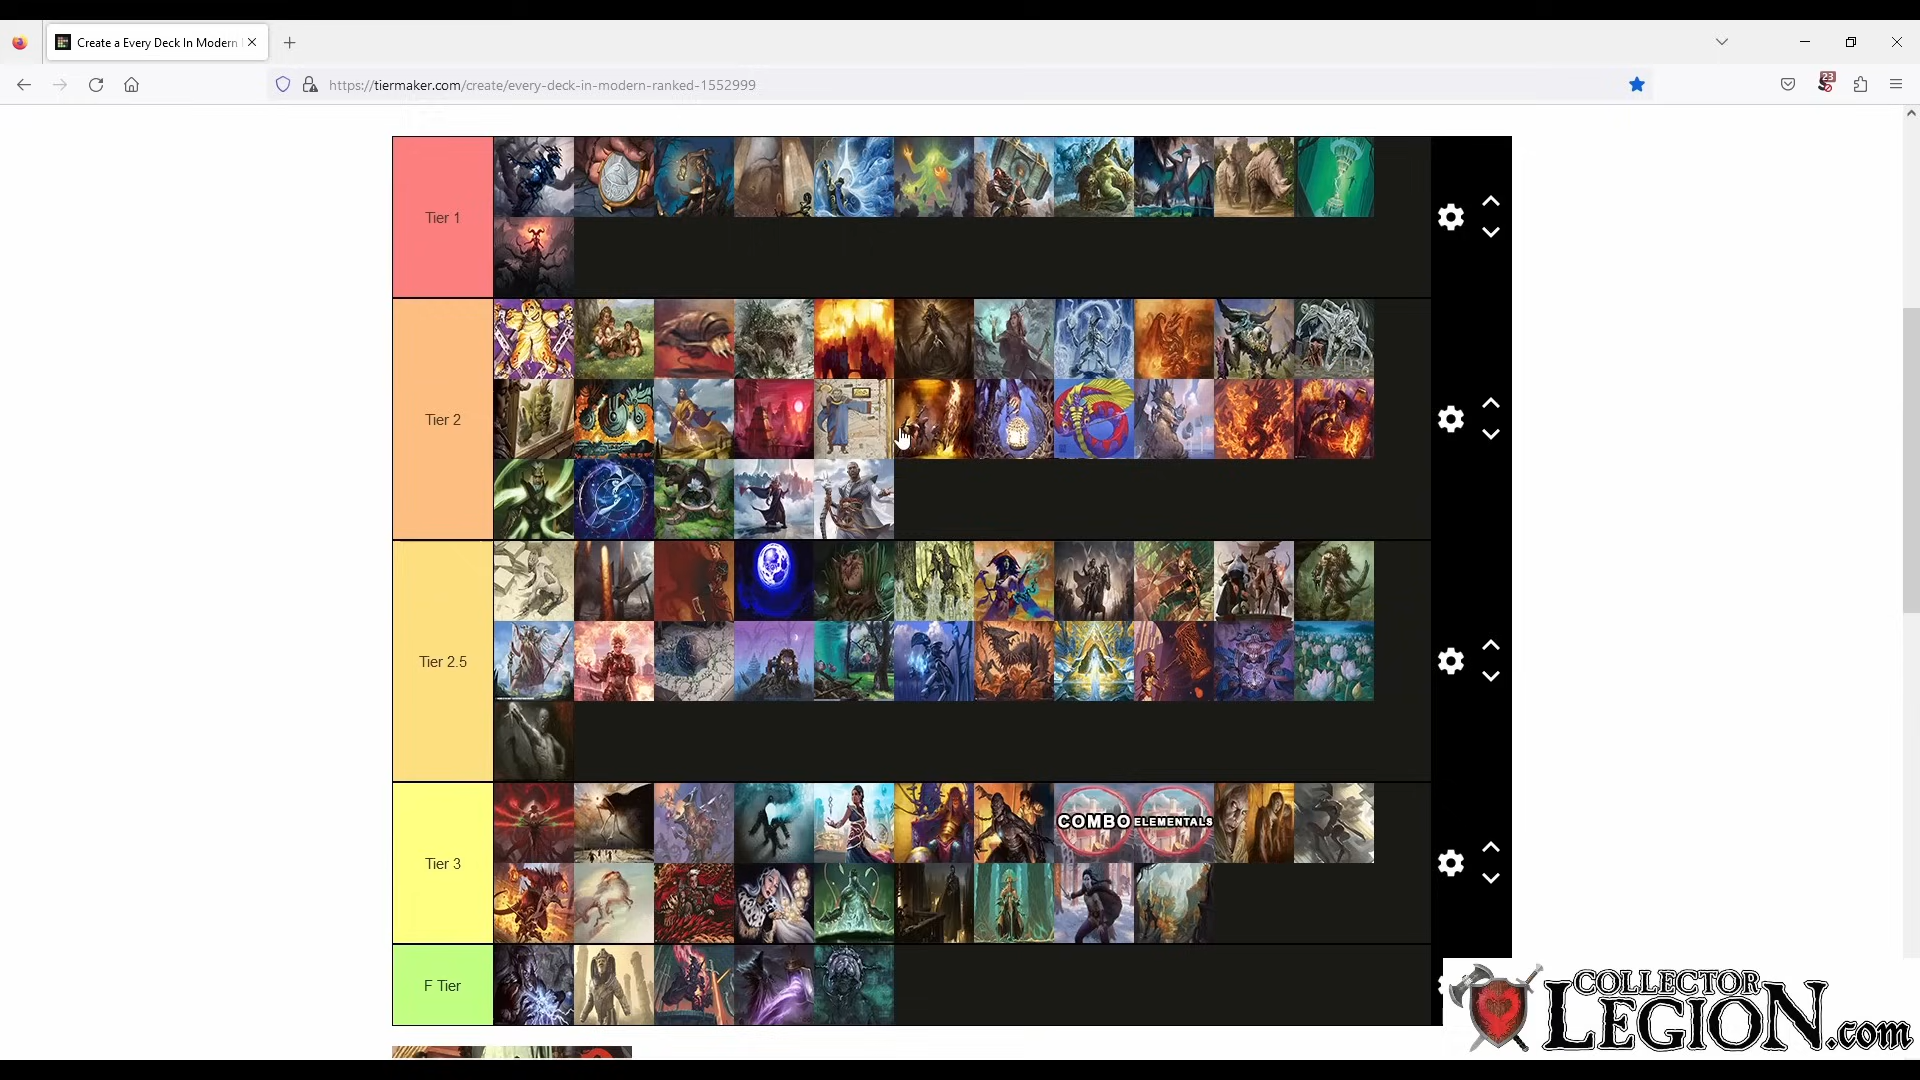 Create a Every Deck In Modern
https://tiermaker.com/create/every-deck-in-modern-ranked-1552999
23
Tier 1
Tier 2
Tier 2.5
Tier 3
COMBO ELEMENTALS
F Tier
COLLECTOR
LEGION.com